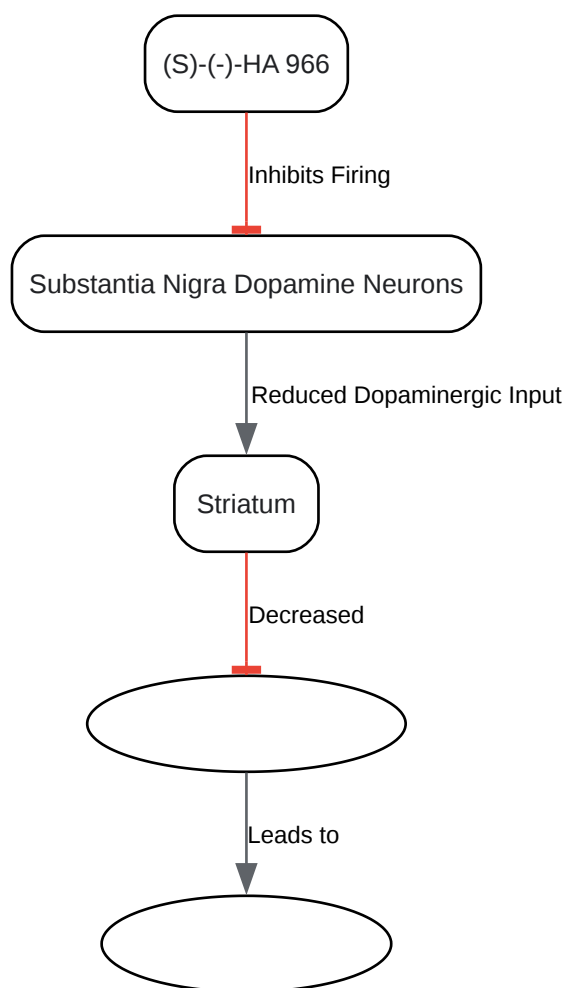 (S)-(-)-HA 966
Inhibits Firing
Substantia Nigra Dopamine Neurons
Reduced Dopaminergic Input
Striatum
Decreased
Leads to